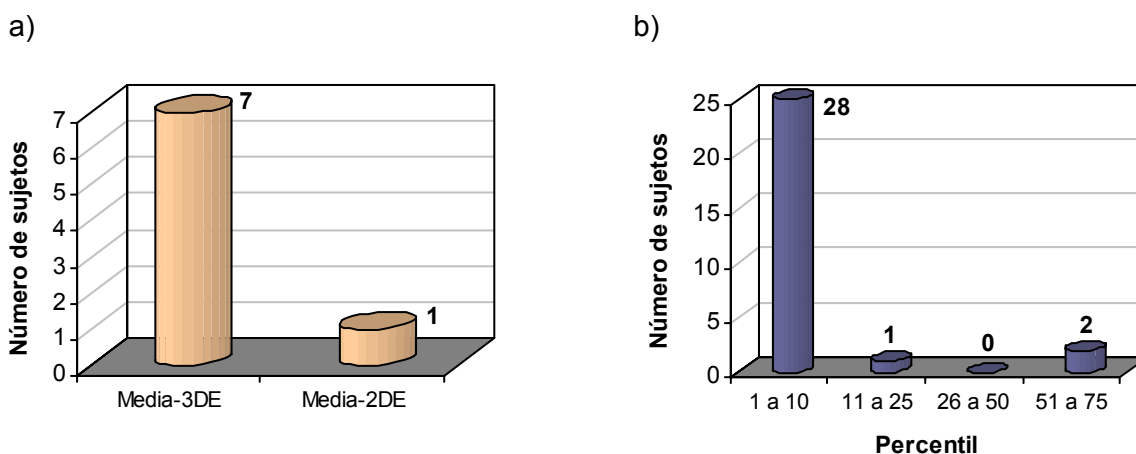 a)
Número de sujetos
7
6
5
4
3
2
1
0
7
1
Media-3DE
Media-2DE
b)
Número de sujetos
25
20
15
10
5
0
28
1
0
2
1 a 10
11 a 25
26 a 50
51 a 75
Percentil